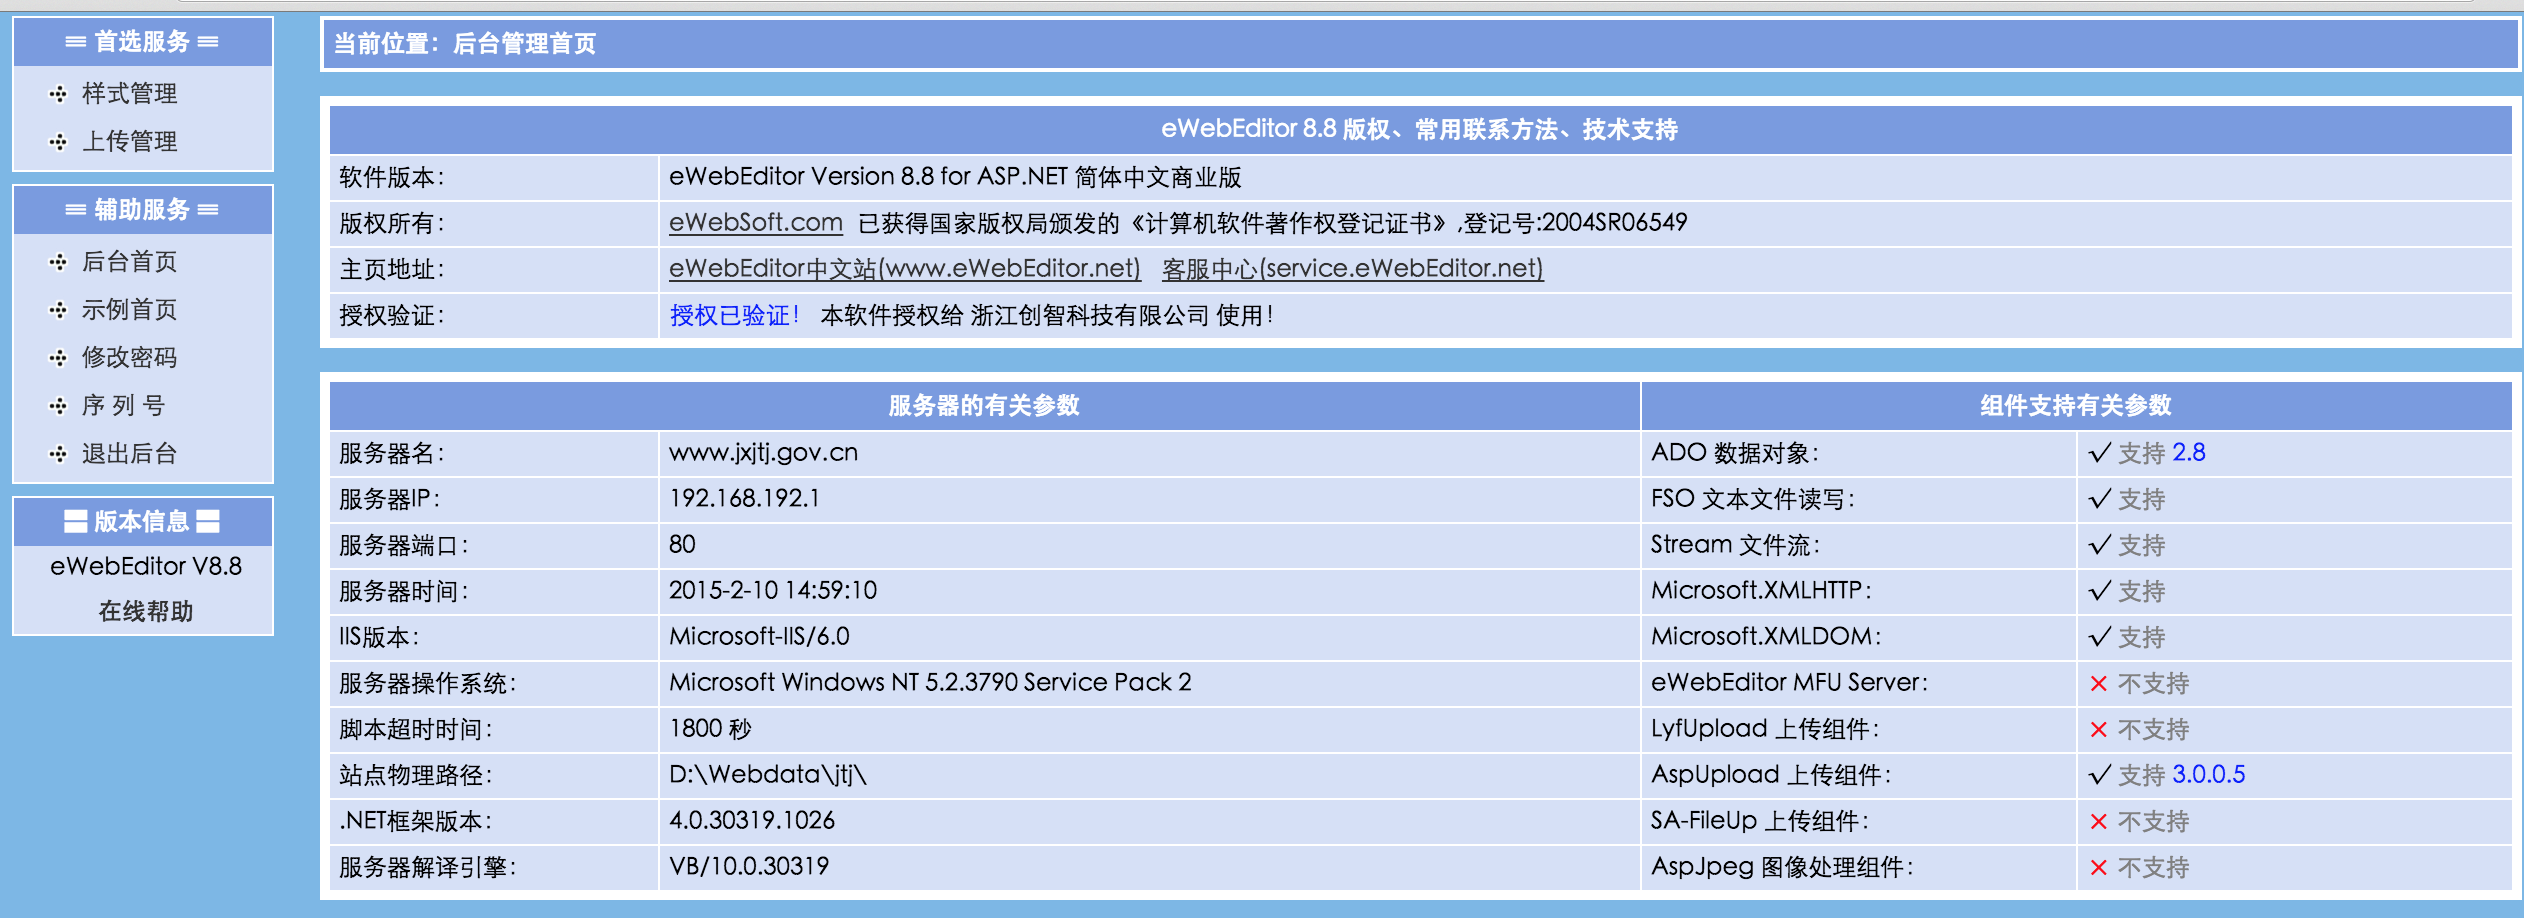 〓 首选服务 〓
样式管理
上传管理
〓 辅助服务 〓
后台首页
示例首页
修改密码
序 列 号
退出后台
〓 版本信息 〓
eWebEditor V8.8
在线帮助
当前位置：后台管理首页
eWebEditor 8.8 版权、常用联系方法、技术支持
软件版本： eWebEditor Version 8.8 for ASP.NET 简体中文商业版
版权所有： eWebSoft.com 已获得国家版权局颁发的《计算机软件著作权登记证书》,登记号:2004SR06549
主页地址： eWebEditor中文站(www.eWebEditor.net) 客服中心(service.eWebEditor.net)
授权验证： 授权已验证！ 本软件授权给 浙江创智科技有限公司 使用！
服务器的有关参数 组件支持有关参数
服务器名： www.jxjtj.gov.cn ADO 数据对象： √ 支持 2.8
服务器IP： 192.168.192.1 FSO 文本文件读写： √ 支持
服务器端口： 80 Stream 文件流： √ 支持
服务器时间： 2015-2-10 14:59:10 Microsoft.XMLHTTP： √ 支持
IIS版本： Microsoft-IIS/6.0 Microsoft.XMLDOM： √ 支持
服务器操作系统： Microsoft Windows NT 5.2.3790 Service Pack 2 eWebEditor MFU Server： × 不支持
脚本超时时间： 1800 秒 LyfUpload 上传组件： × 不支持
站点物理路径： D:\Webdata\jtj\ AspUpload 上传组件： √ 支持 3.0.0.5
.NET框架版本： 4.0.30319.1026 SA-FileUp 上传组件： × 不支持
服务器解译引擎： VB/10.0.30319 AspJpeg 图像处理组件： × 不支持